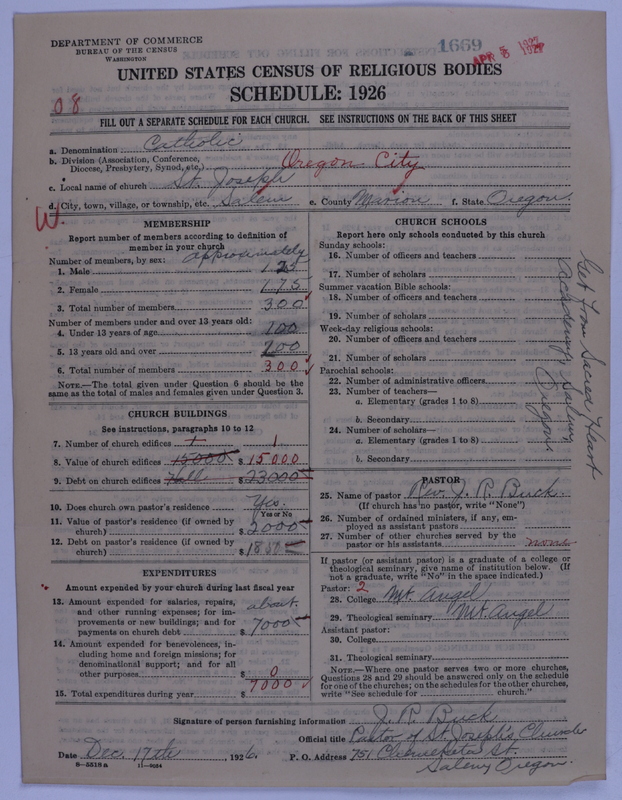 DEPARTMENT OF COMMERCE
BUREAU OF THE CENSUS
WASHINGTON
1669
APR 5 1927
UNITED STATES CENSUS OF RELIGIOUS BODIES
SCHEDULE: 1926
08
FILL OUT A SEPARATE SCHEDULE FOR EACH CHURCH. SEE INSTRUCTIONS ON THE BACK OF THIS SHEET
a. Denomination Catholic
b. Division (Association, Conference, Diocese, Presbytery, Synod, etc.) Oregon City
c. Local name of church St. Joseph
d. City, town, village, or township, etc. Salem e. County Marion f. State Oregon
W
MEMBERSHIP
Report number of members according to definition of
member in your church
Number of members, by sex: approximately
1. Male 125
2. Female 175
3. Total number of members 300
Number of members under and over 13 years old:
4. Under 13 years of age 100
5. 13 years old and over 200
6. Total number of members 300
NOTE.—The total given under Question 6 should be the
same as the total of males and females given under Question 3.
CHURCH BUILDINGS
See instructions, paragraphs 10 to 12
7. Number of church edifices 1 1
8. Value of church edifices 15000 $ 15000
9. Debt on church edifices Hall $ 23000
10. Does church own pastor's residence Yes.
Yes or No
11. Value of pastor's residence (if owned by
church) $ 2000
12. Debt on pastor's residence (if owned by
church) $ 1850
EXPENDITURES
Amount expended by your church during last fiscal year
13. Amount expended for salaries, repairs, about
and other running expenses; for im-
provements or new buildings; and for
payments on church debt $ 7000
14. Amount expended for benevolences, in-
cluding home and foreign missions; for
denominational support; and for all
other purposes $ 0
15. Total expenditures during year $ 7000
CHURCH SCHOOLS
Report here only schools conducted by this church
Sunday schools:
16. Number of officers and teachers
17. Number of scholars
Summer vacation Bible schools:
18. Number of officers and teachers
19. Number of scholars
Week-day religious schools:
20. Number of officers and teachers
21. Number of scholars
Parochial schools:
22. Number of administrative officers
23. Number of teachers—
a. Elementary (grades 1 to 8)
b. Secondary
24. Number of scholars—
a. Elementary (grades 1 to 8)
b. Secondary
Get from Sacred Heart
Academy, Salem
Oregon
PASTOR
25. Name of pastor Rev. J. R. Buck.
(If church has no pastor, write "None")
26. Number of ordained ministers, if any, em-
ployed as assistant pastors
27. Number of other churches served by the
pastor or his assistants none
If pastor (or assistant pastor) is a graduate of a college or
theological seminary, give name of institution below. (If
not a graduate, write "No" in the space indicated.)
Pastor: 2
28. College Mt. Angel
29. Theological seminary Mt. Angel
Assistant pastor:
30. College
31. Theological seminary
NOTE.—Where one pastor serves two or more churches,
Questions 28 and 29 should be answered only on the schedule
for one of the churches; on the schedules for the other churches,
write "See schedule for church."
Signature of person furnishing information J. R. Buck
Official title Pastor of St. Joseph's Church
Date Dec. 17th 1926. P. O. Address 751 Chemeketa St.
Salem, Oregon.
8—5518 a 11—9084